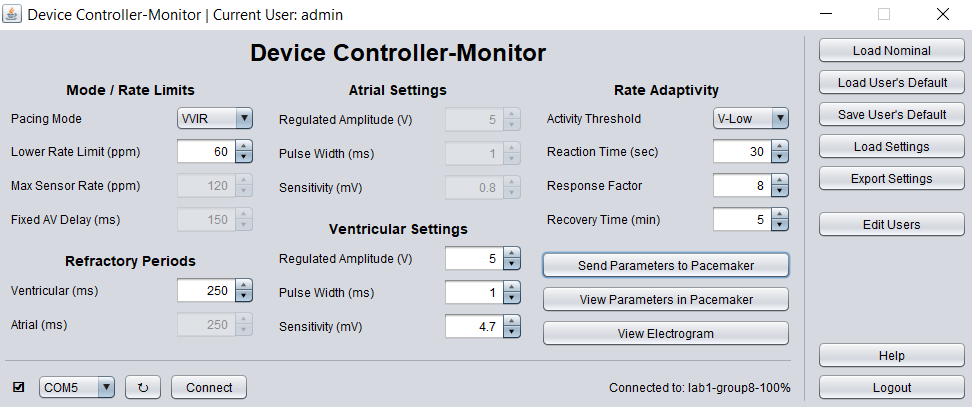 Device Controller-Monitor | Current User: admin
Device Controller-Monitor
Mode / Rate Limits
Pacing Mode VVIR
Lower Rate Limit (ppm) 60
Max Sensor Rate (ppm) 120
Fixed AV Delay (ms) 150
Refractory Periods
Ventricular (ms) 250
Atrial (ms) 250
Atrial Settings
Regulated Amplitude (V) 5
Pulse Width (ms) 1
Sensitivity (mV) 0.8
Ventricular Settings
Regulated Amplitude (V) 5
Pulse Width (ms) 1
Sensitivity (mV) 4.7
Rate Adaptivity
Activity Threshold V-Low
Reaction Time (sec) 30
Response Factor 8
Recovery Time (min) 5
Send Parameters to Pacemaker
View Parameters in Pacemaker
View Electrogram
COM5 Connect Connected to: lab1-group8-100%
Load Nominal
Load User's Default
Save User's Default
Load Settings
Export Settings
Edit Users
Help
Logout